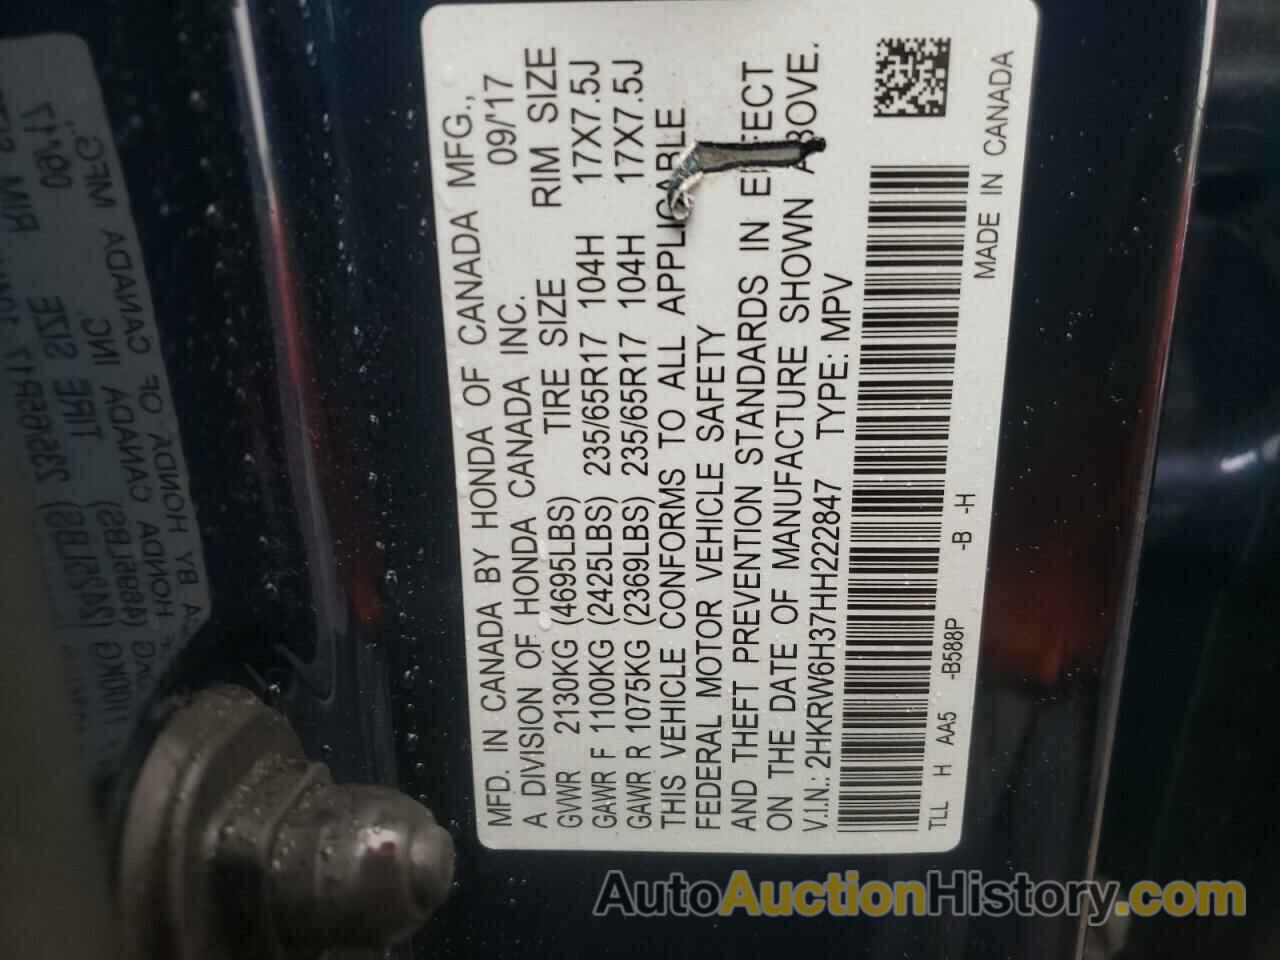 MFD. IN CANADA BY HONDA OF CANADA MFG.,
A DIVISION OF HONDA CANADA INC. 09/'17
GVWR 2130KG (4695LBS) TIRE SIZE RIM SIZE
GAWR F 1100KG (2425LBS) 235/65R17 104H 17X7.5J
GAWR R 1075KG (2369LBS) 235/65R17 104H 17X7.5J
THIS VEHICLE CONFORMS TO ALL APPLICABLE
FEDERAL MOTOR VEHICLE SAFETY
AND THEFT PREVENTION STANDARDS IN EFFECT
ON THE DATE OF MANUFACTURE SHOWN ABOVE.
V.I.N.: 2HKRW6H37HH222847 TYPE: MPV
TLL H AA5 -B588P -B -H
MADE IN CANADA
AutoAuctionHistory.com